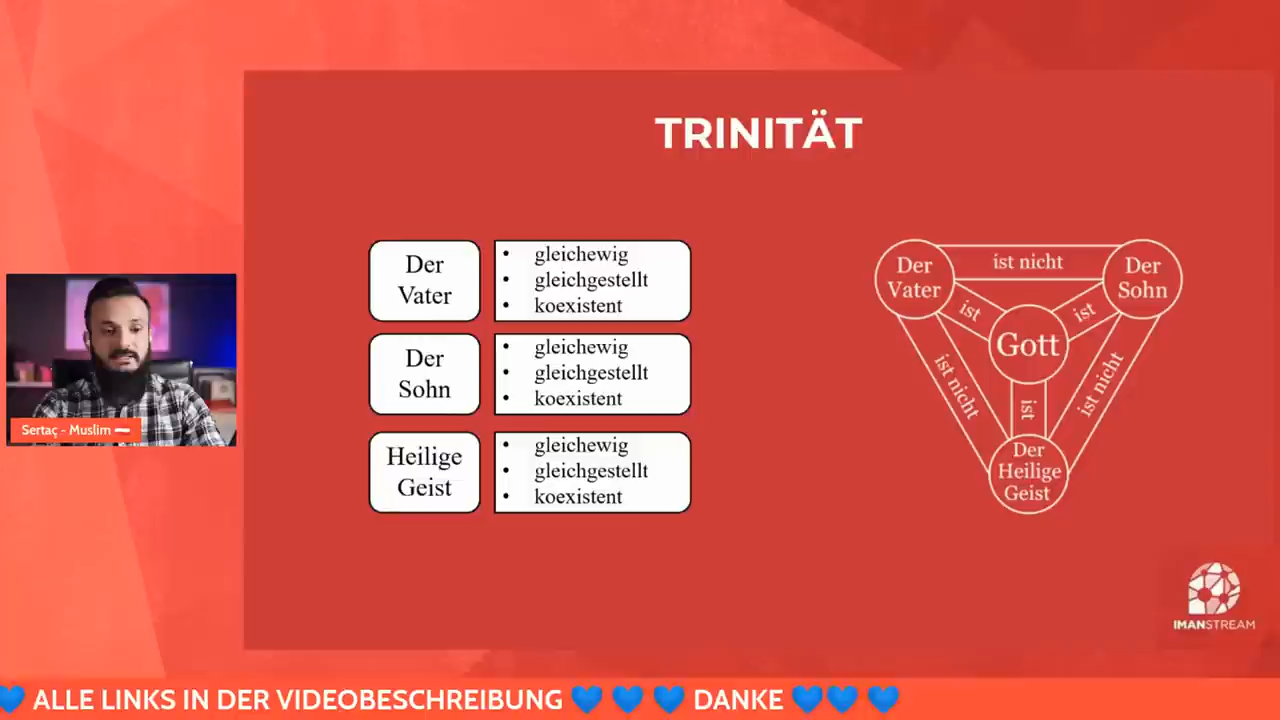 TRINITÄT
Der
Vater
• gleichewig
• gleichgestellt
• koexistent
Der
Sohn
• gleichewig
• gleichgestellt
• koexistent
Heilige
Geist
• gleichewig
• gleichgestellt
• koexistent
Der
Vater
ist nicht
Der
Sohn
ist
ist
Gott
ist nicht
ist
ist nicht
Der
Heilige
Geist
Sertaç - Muslim
IMANSTREAM
💙 ALLE LINKS IN DER VIDEOBESCHREIBUNG 💙 💙 💙 DANKE 💙💙 💙